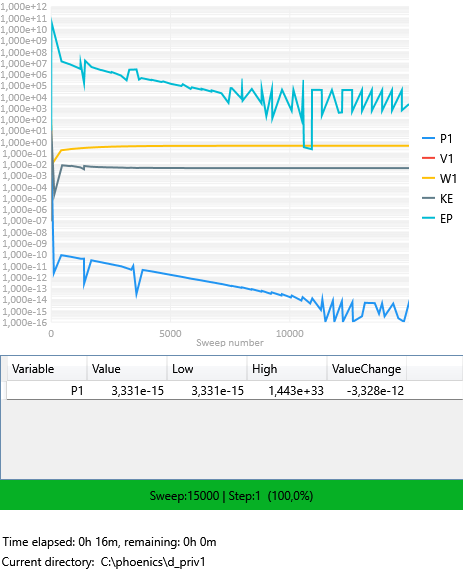 1,000e+12
1,000e+11
1,000e+10
1,000e+09
1,000e+08
1,000e+07
1,000e+06
1,000e+05
1,000e+04
1,000e+03
1,000e+02
1,000e+01
1,000e+00
1,000e-01
1,000e-02
1,000e-03
1,000e-04
1,000e-05
1,000e-06
1,000e-07
1,000e-08
1,000e-09
1,000e-10
1,000e-11
1,000e-12
1,000e-13
1,000e-14
1,000e-15
1,000e-16
0 5000 10000
Sweep number
P1
V1
W1
KE
EP
Variable Value Low High ValueChange
P1 3,331e-15 3,331e-15 1,443e+33 -3,328e-12
Sweep:15000 | Step:1 (100,0%)
Time elapsed: 0h 16m, remaining: 0h 0m
Current directory: C:\phoenics\d_priv1